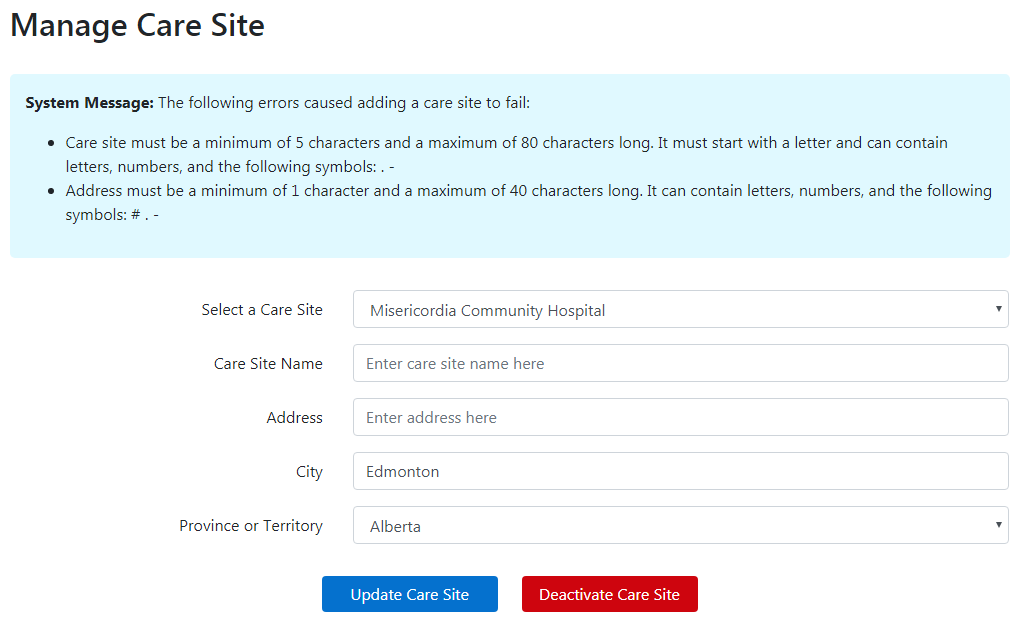 Manage Care Site
System Message: The following errors caused adding a care site to fail:
• Care site must be a minimum of 5 characters and a maximum of 80 characters long. It must start with a letter and can contain
letters, numbers, and the following symbols: . -
• Address must be a minimum of 1 character and a maximum of 40 characters long. It can contain letters, numbers, and the following
symbols: # . -
Select a Care Site Misericordia Community Hospital
Care Site Name Enter care site name here
Address Enter address here
City Edmonton
Province or Territory Alberta
Update Care Site Deactivate Care Site